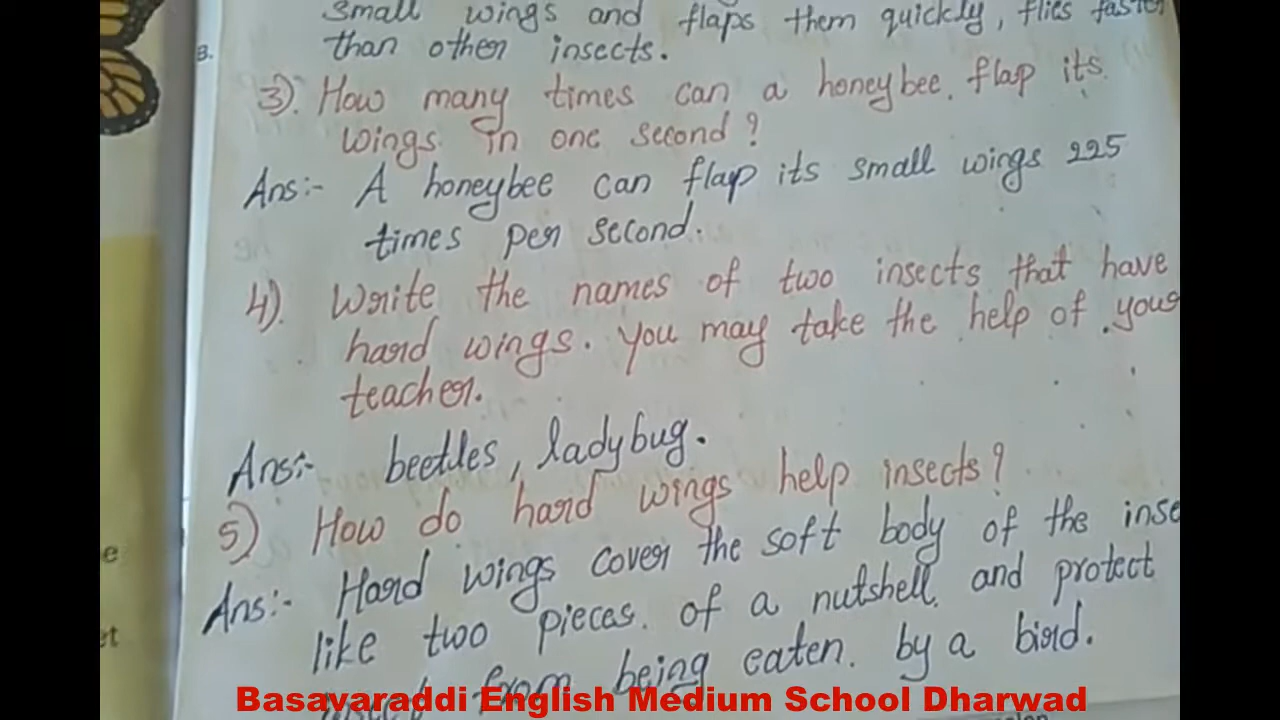 small wings and flaps them quickly, flies faster
B.
than other insects.
3). How many times can a honeybee. flap its
wings. in one second?
Ans:- A honeybee can flap its small wings 225
times per second.
4). Write the names of two insects that have
hard wings. You may take the help of your
teacher.
Ans:- beetles, ladybug.
5) How do hard wings help insects?
Ans:- Hard wings cover the soft body of the inse
like two pieces. of a nutshell. and protect
from being eaten. by a bird.
e
et
Basavaraddi English Medium School Dharwad